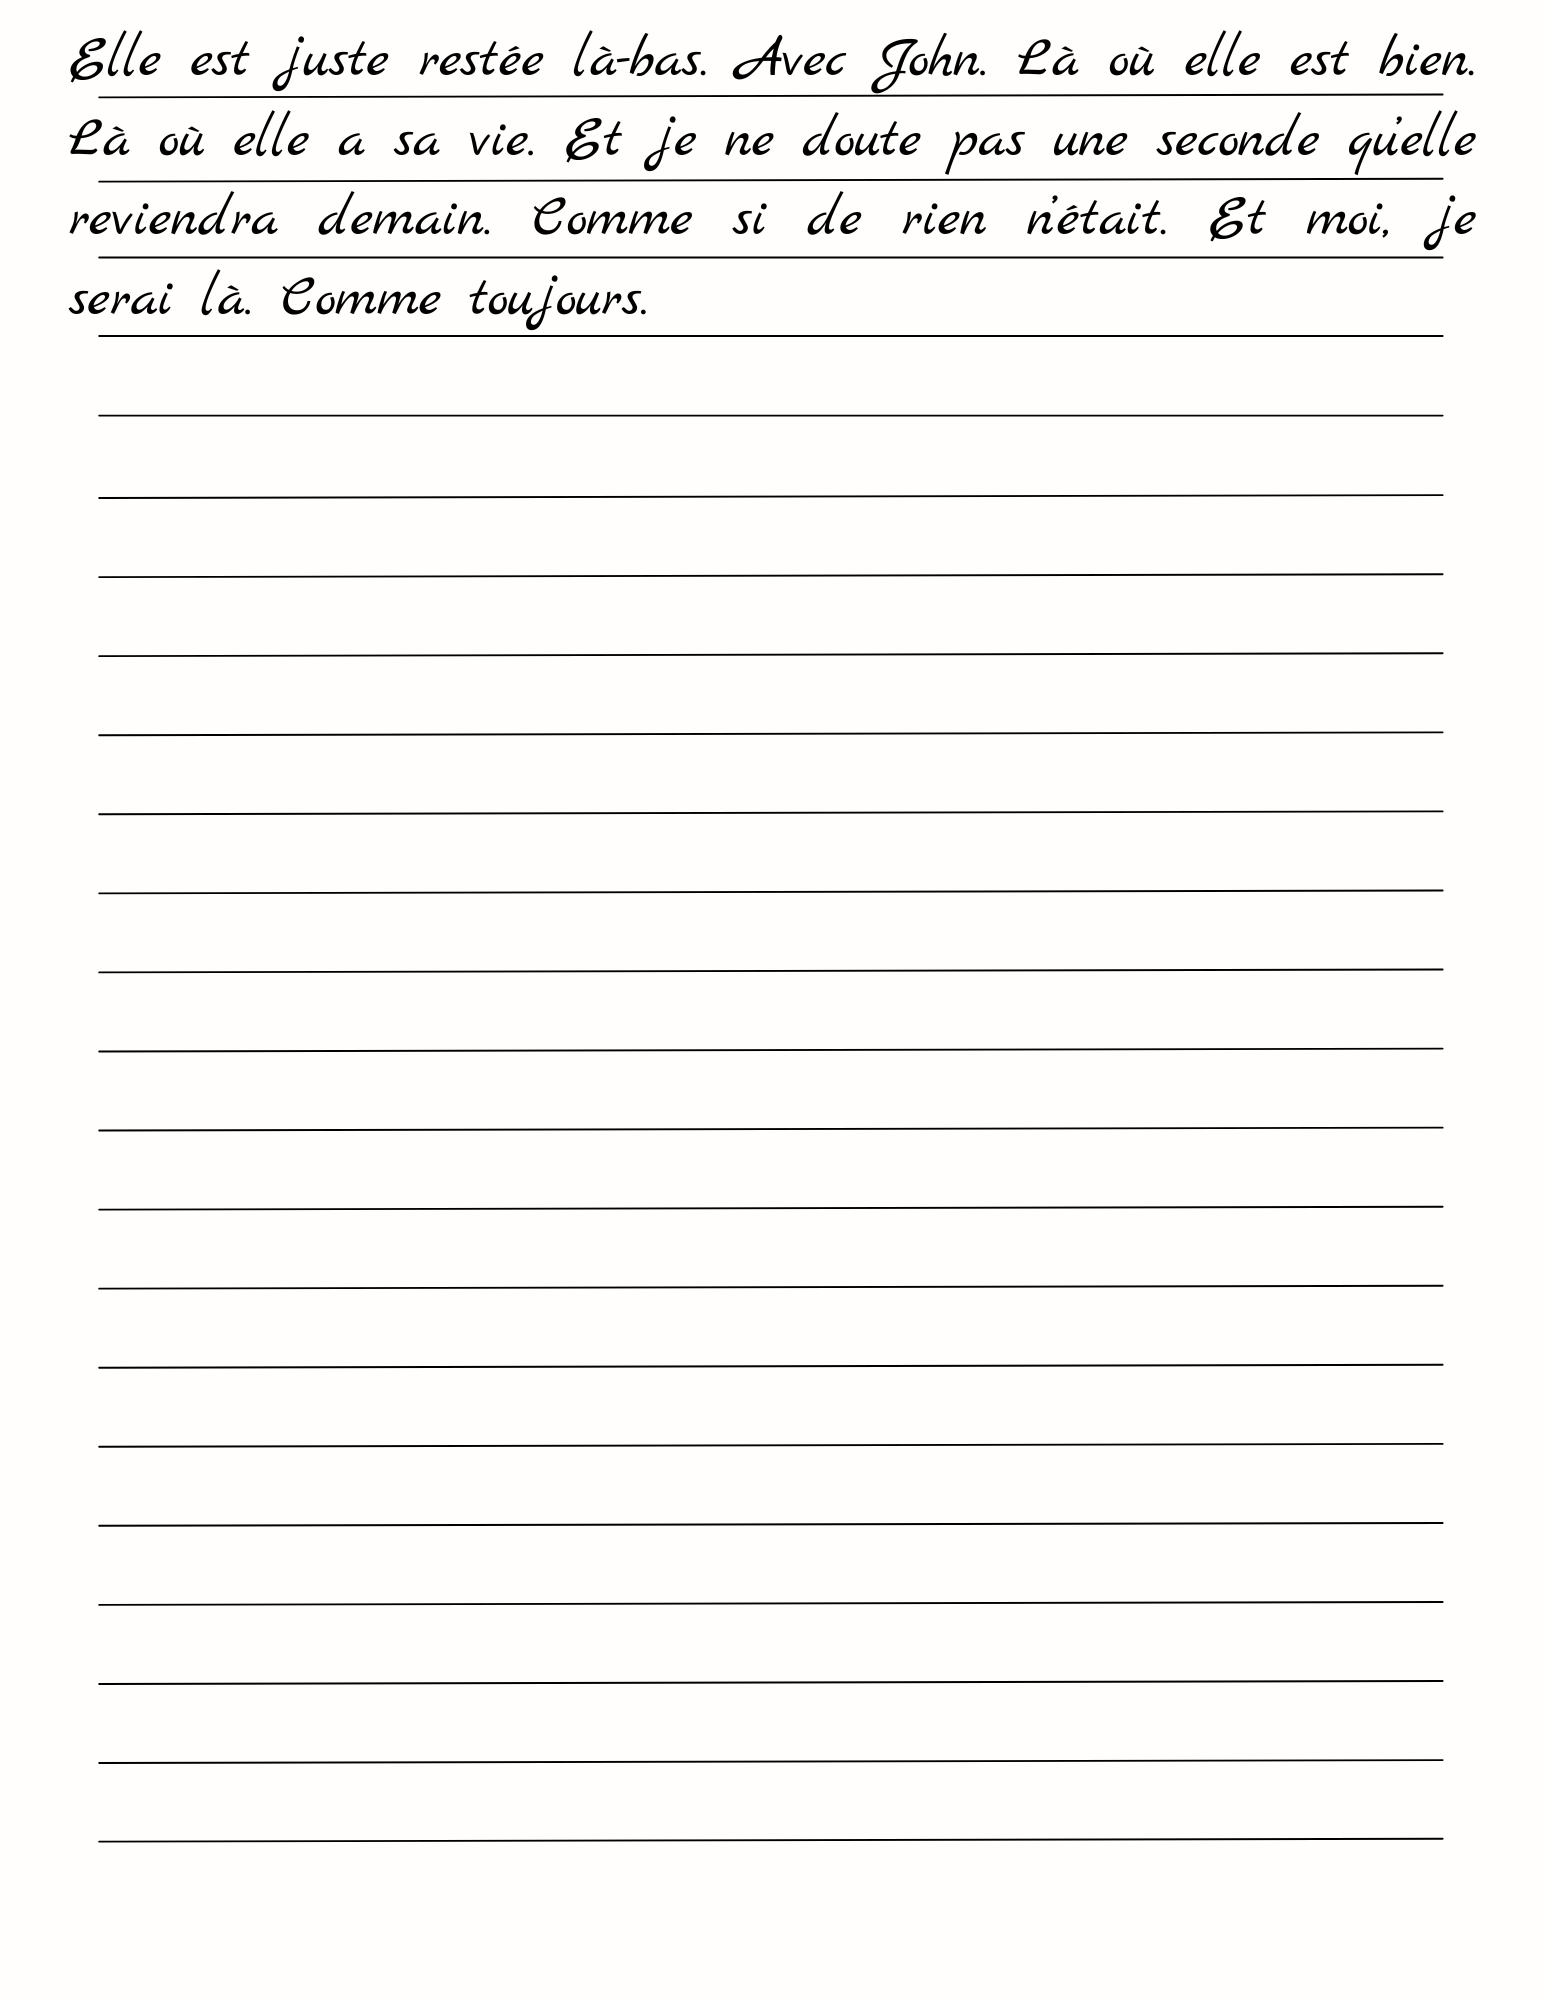 Elle est juste restée là-bas. Avec John. Là où elle est bien.
Là où elle a sa vie. Et je ne doute pas une seconde qu'elle
reviendra demain. Comme si de rien n'était. Et moi, je
serai là. Comme toujours.